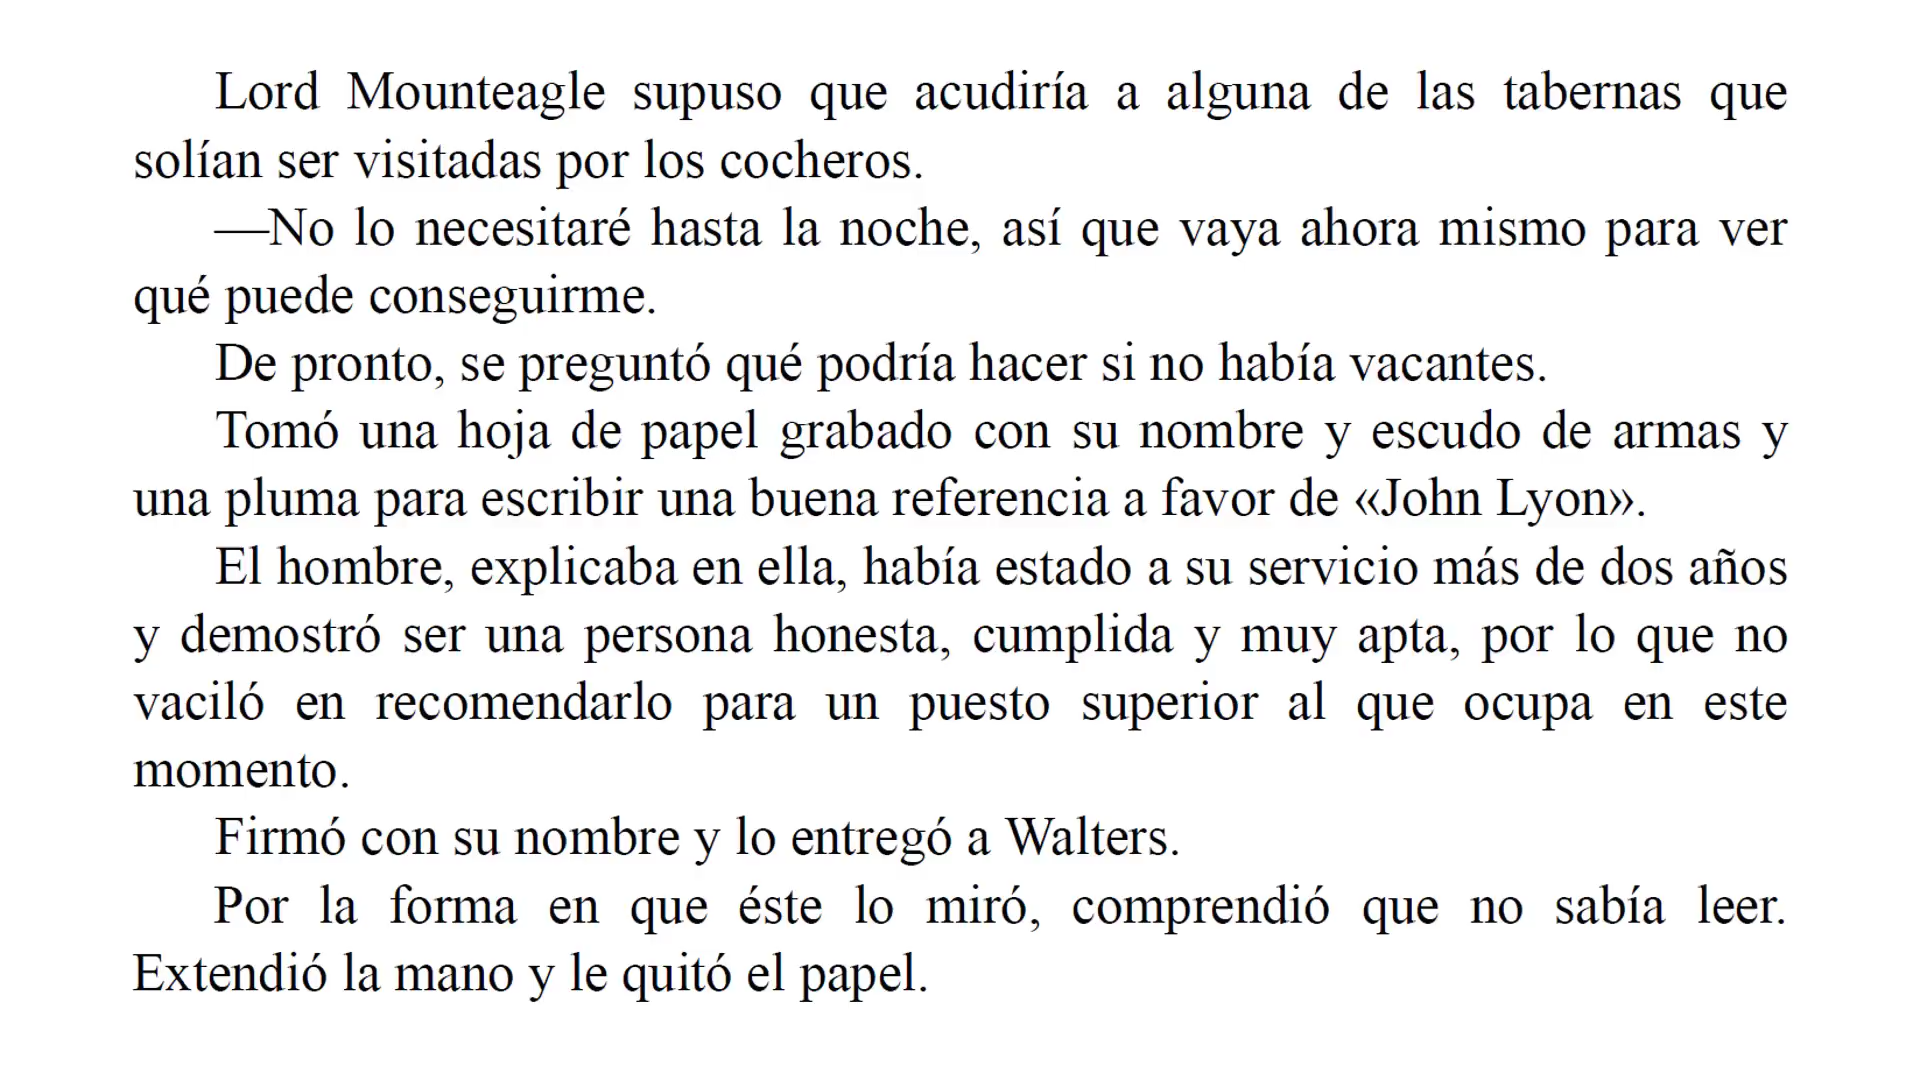 Lord Mounteagle supuso que acudiría a alguna de las tabernas que
solían ser visitadas por los cocheros.
—No lo necesitaré hasta la noche, así que vaya ahora mismo para ver
qué puede conseguirme.
De pronto, se preguntó qué podría hacer si no había vacantes.
Tomó una hoja de papel grabado con su nombre y escudo de armas y
una pluma para escribir una buena referencia a favor de «John Lyon».
El hombre, explicaba en ella, había estado a su servicio más de dos años
y demostró ser una persona honesta, cumplida y muy apta, por lo que no
vaciló en recomendarlo para un puesto superior al que ocupa en este
momento.
Firmó con su nombre y lo entregó a Walters.
Por la forma en que éste lo miró, comprendió que no sabía leer.
Extendió la mano y le quitó el papel.